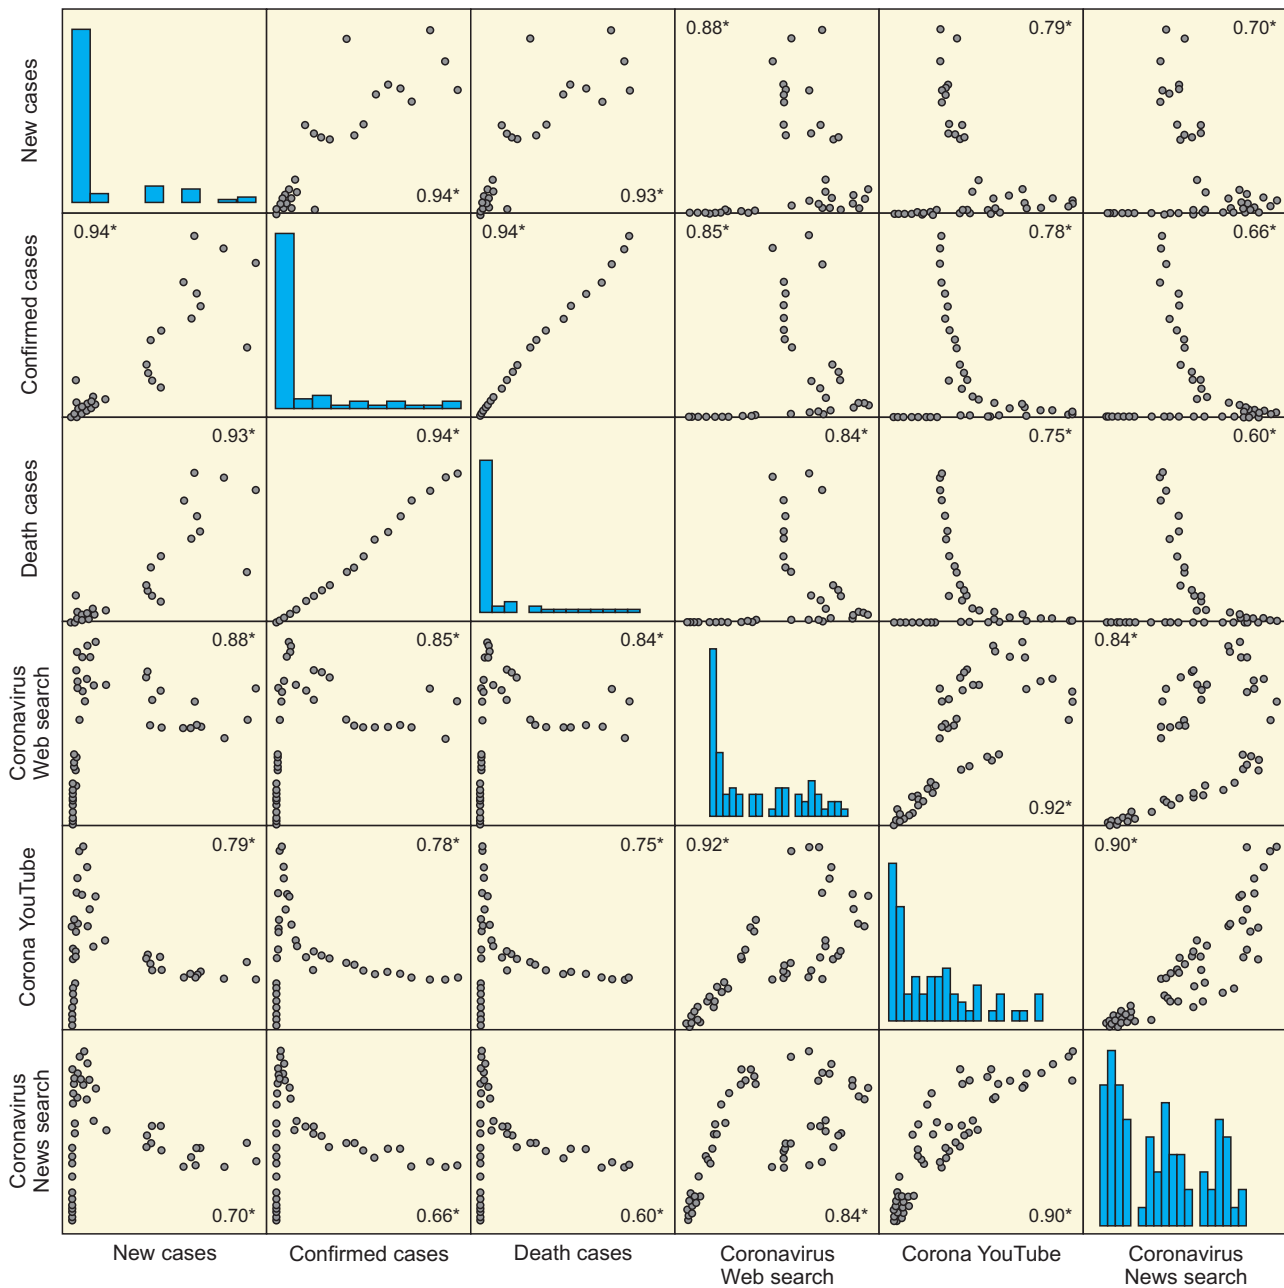 New cases
0.94*
0.93*
0.88*
0.79*
0.70*
Confirmed cases
0.94*
0.94*
0.85*
0.78*
0.66*
Death cases
0.93*
0.94*
0.84*
0.75*
0.60*
Coronavirus
Web search
0.88*
0.85*
0.84*
0.92*
0.84*
Corona YouTube
0.79*
0.78*
0.75*
0.92*
0.90*
Coronavirus
News search
0.70*
0.66*
0.60*
0.84*
0.90*
New cases
Confirmed cases
Death cases
Coronavirus
Web search
Corona YouTube
Coronavirus
News search